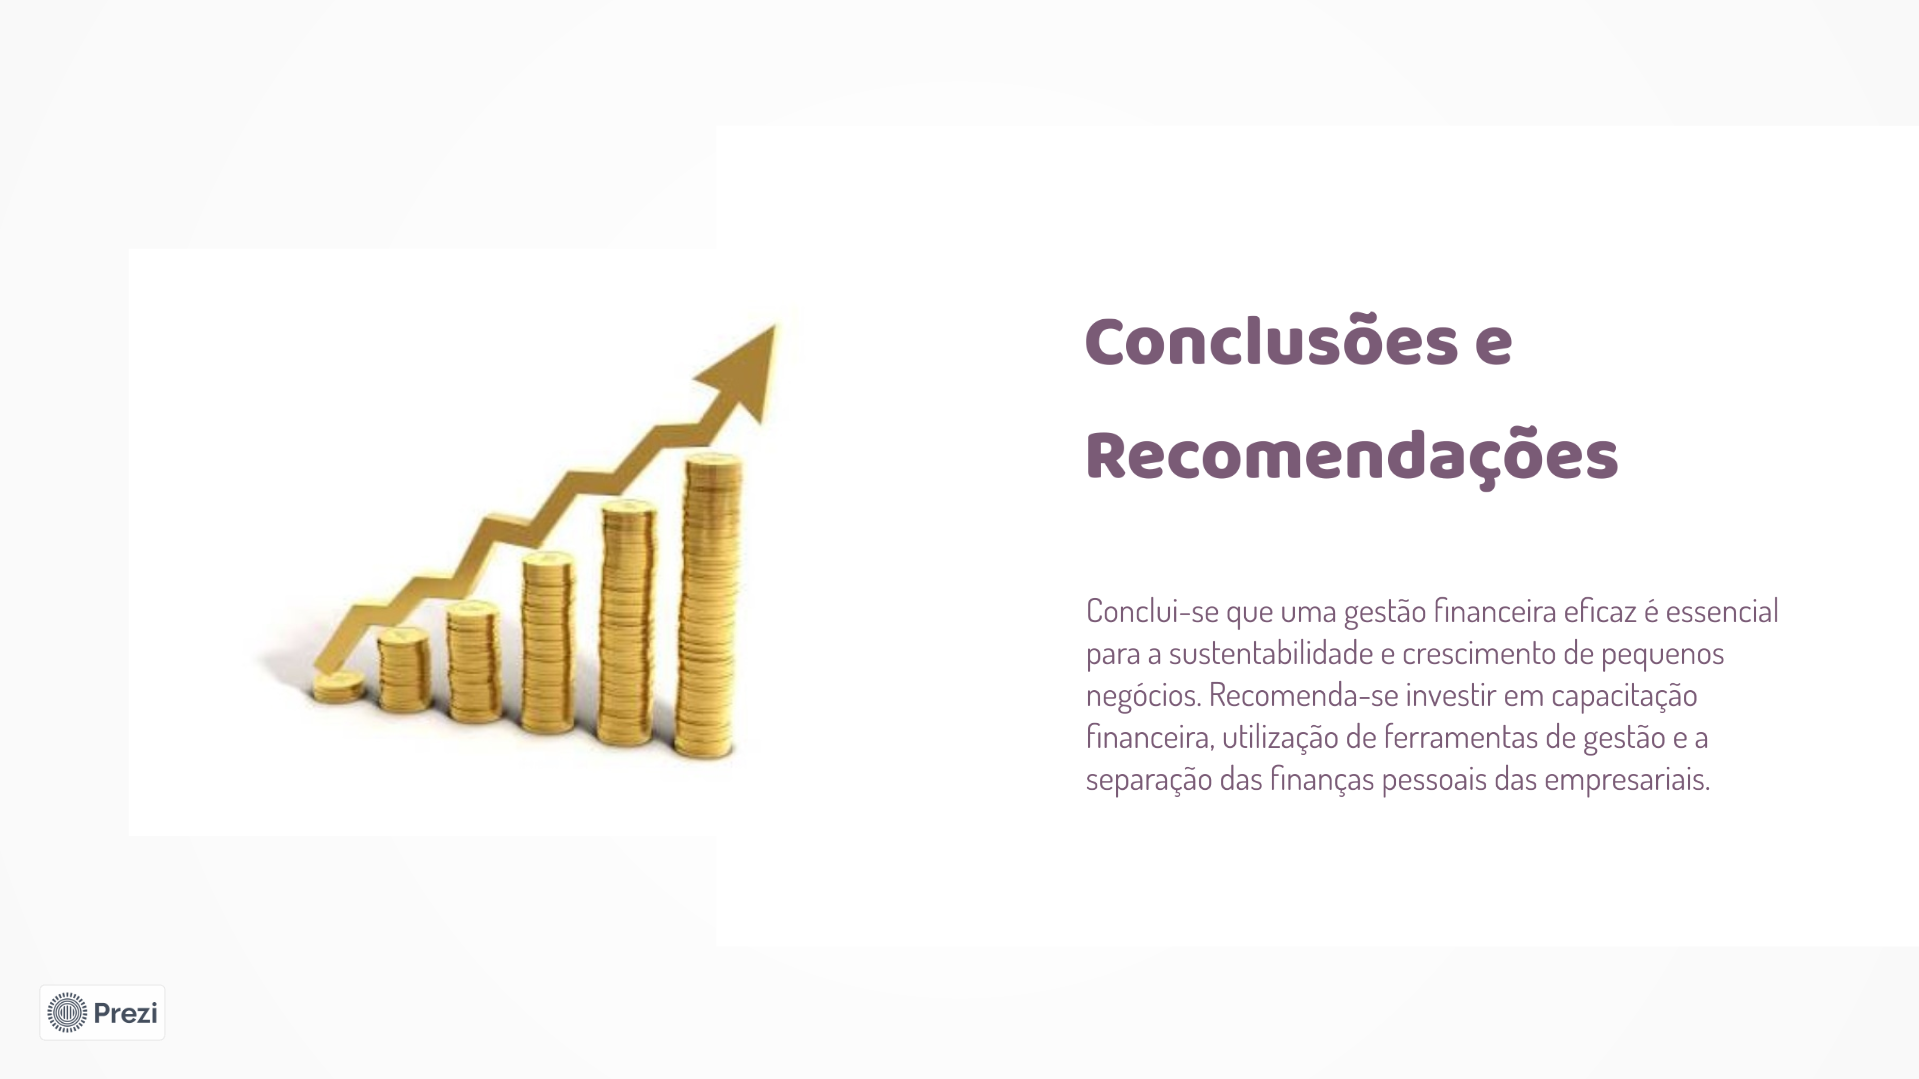 Conclusões e
Recomendações
Conclui-se que uma gestão financeira eficaz é essencial
para a sustentabilidade e crescimento de pequenos
negócios. Recomenda-se investir em capacitação
financeira, utilização de ferramentas de gestão e a
separação das finanças pessoais das empresariais.
Prezi